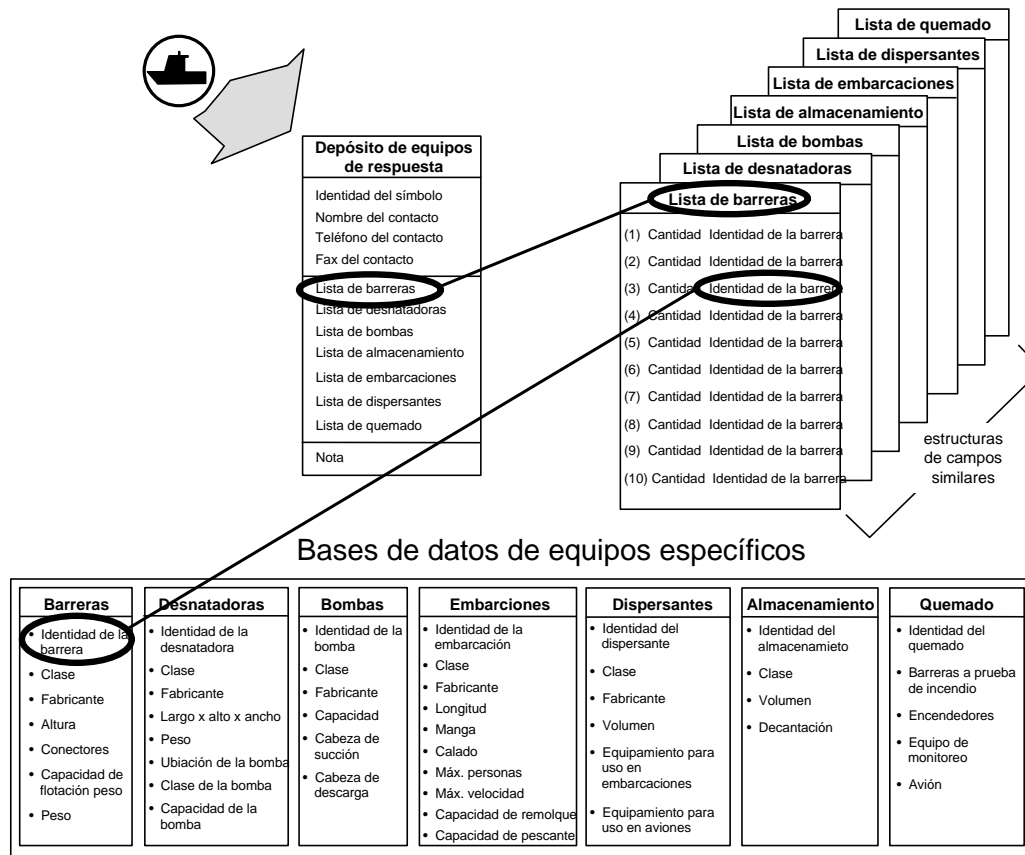 Lista de quemado
Lista de dispersantes
Lista de embarcaciones
Lista de almacenamiento
Lista de bombas
Lista de desnatadoras
Lista de barreras
(1) Cantidad Identidad de la barrera
(2) Cantidad Identidad de la barrera
(3) Cantidad Identidad de la barrera
(4) Cantidad Identidad de la barrera
(5) Cantidad Identidad de la barrera
(6) Cantidad Identidad de la barrera
(7) Cantidad Identidad de la barrera
(8) Cantidad Identidad de la barrera
(9) Cantidad Identidad de la barrera
(10) Cantidad Identidad de la barrera
estructuras
de campos
similares
Depósito de equipos
de respuesta
Identidad del símbolo
Nombre del contacto
Teléfono del contacto
Fax del contacto
Lista de barreras
Lista de desnatadoras
Lista de bombas
Lista de almacenamiento
Lista de embarcaciones
Lista de dispersantes
Lista de quemado
Nota
Bases de datos de equipos específicos
Barreras
• Identidad de la
barrera
• Clase
• Fabricante
• Altura
• Conectores
• Capacidad de
flotación peso
• Peso
Desnatadoras
• Identidad de la
desnatadora
• Clase
• Fabricante
• Largo x alto x ancho
• Peso
• Ubiación de la bomba
• Clase de la bomba
• Capacidad de la
bomba
Bombas
• Identidad de la
bomba
• Clase
• Fabricante
• Capacidad
• Cabeza de
succión
• Cabeza de
descarga
Embarciones
• Identidad de la
embarcación
• Clase
• Fabricante
• Longitud
• Manga
• Calado
• Máx. personas
• Máx. velocidad
• Capacidad de remolque
• Capacidad de pescante
Dispersantes
• Identidad del
dispersante
• Clase
• Fabricante
• Volumen
• Equipamiento para
uso en
embarcaciones
• Equipamiento para
uso en aviones
Almacenamiento
• Identidad del
almacenamieto
• Clase
• Volumen
• Decantación
Quemado
• Identidad del
quemado
• Barreras a prueba
de incendio
• Encendedores
• Equipo de
monitoreo
• Avión